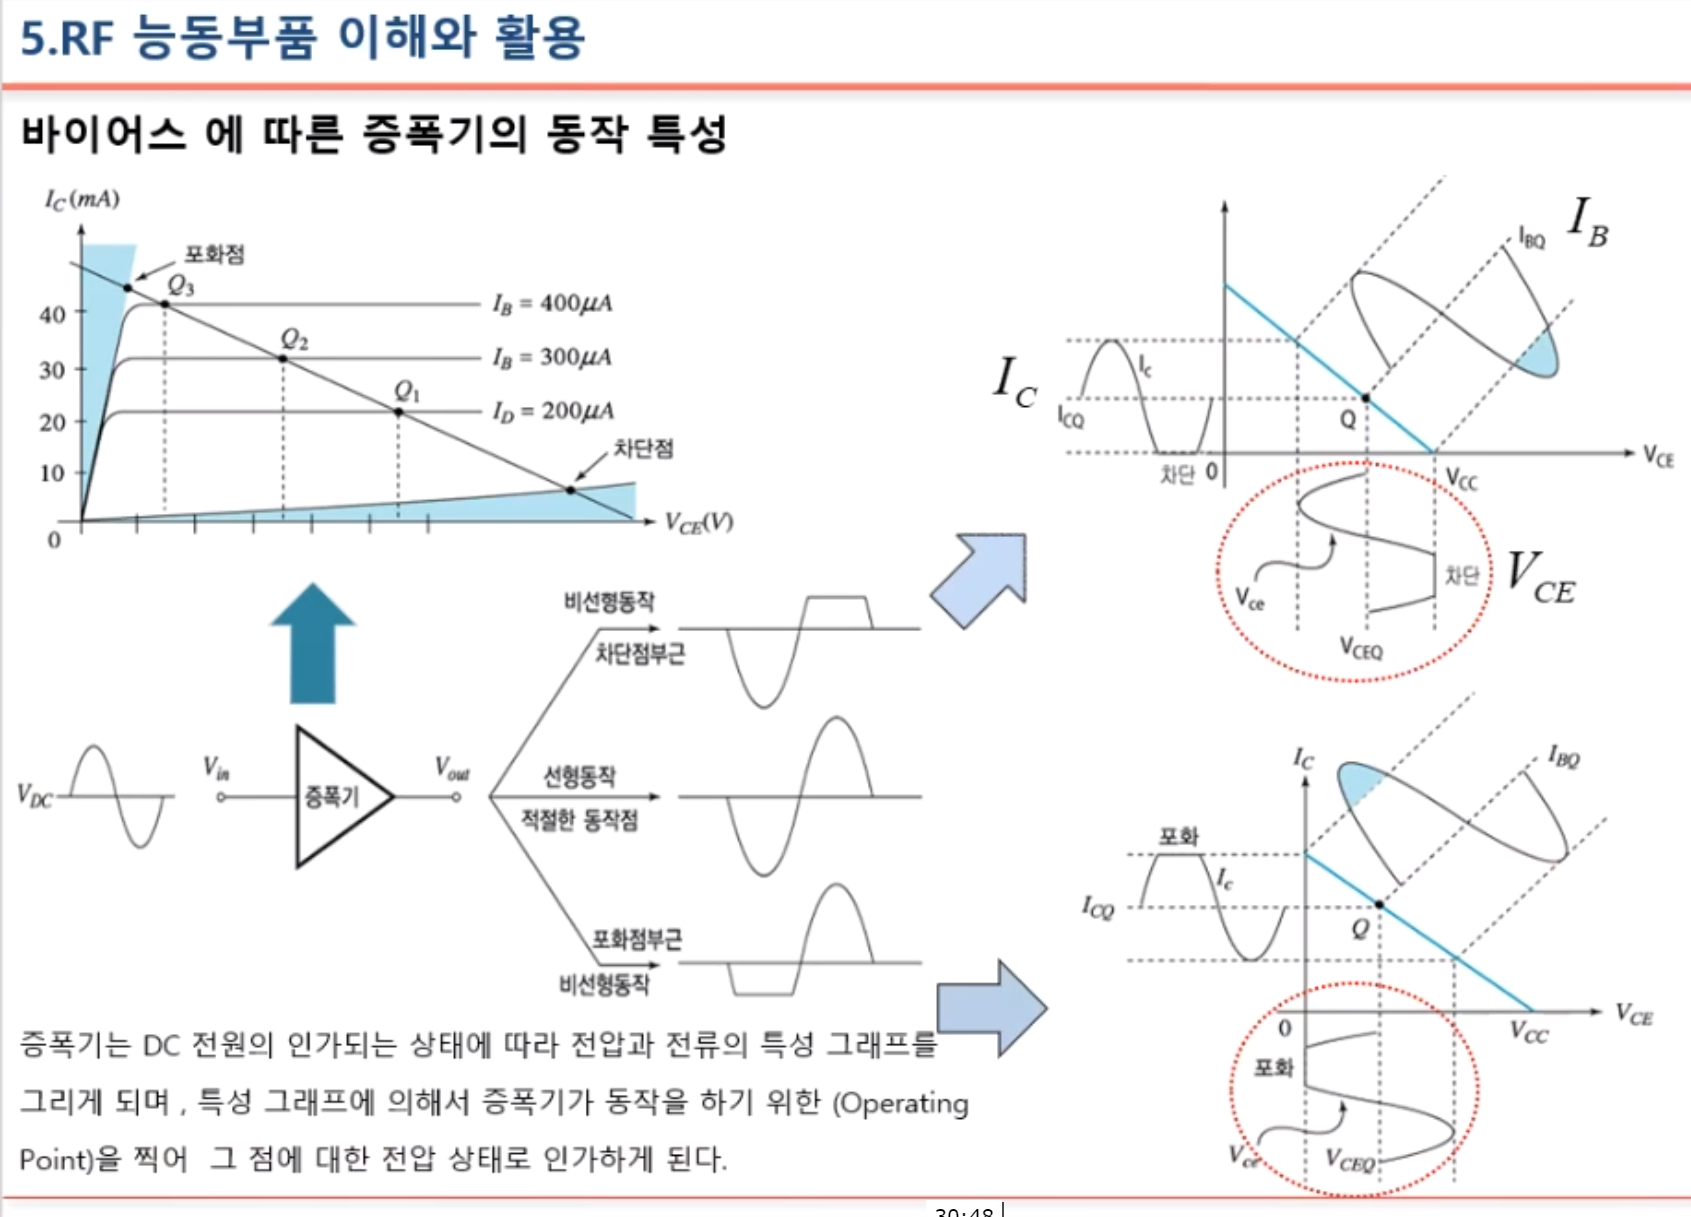 5.RF 능동부품 이해와 활용
바이어스 에 따른 증폭기의 동작 특성
I_C (mA)
포화점
Q_3
40
I_B = 400μA
Q_2
30
I_B = 300μA
Q_1
20
I_D = 200μA
차단점
10
0
V_CE(V)
I_BQ
I_B
I_C
I_c
I_CQ
Q
차단
0
V_CE
V_CC
차단
V_CE
V_ce
V_CEQ
비선형동작
차단점부근
V_DC
V_in
증폭기
V_out
선형동작
적절한 동작점
포화점부근
비선형동작
I_C
I_BQ
포화
I_c
I_CQ
Q
0
V_CC
V_CE
포화
V_ce
V_CEQ
증폭기는 DC 전원의 인가되는 상태에 따라 전압과 전류의 특성 그래프를
그리게 되며 , 특성 그래프에 의해서 증폭기가 동작을 하기 위한 (Operating
Point)을 찍어 그 점에 대한 전압 상태로 인가하게 된다.
30:48